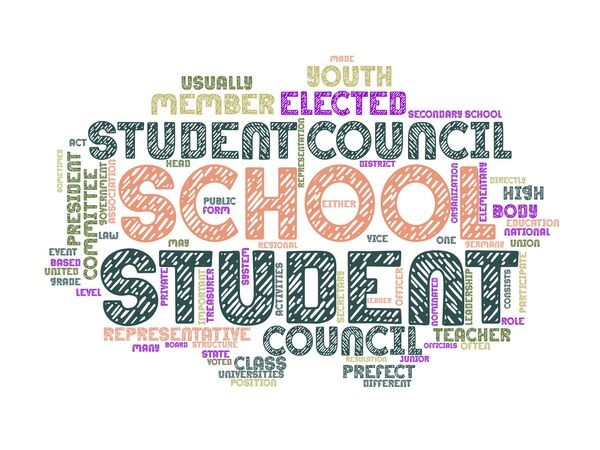 MADE
YOUTH
USUALLY
MEMBER ELECTED
SECONDARY SCHOOL
STUDENT COUNCIL
ACT
SOMETIMES
PRESIDENT
COMMITTEE
GOVERNMENT
ASSOCIATION
HEAD
REPRESENTATION
DISTRICT
SCHOOL
PUBLIC
FORM
EITHER
ORGANIZATION
ELEMENTARY
DIRECTLY
HIGH
BODY
EDUCATION
NATIONAL
LAW
MAY
REGIONAL
VICE
ONE
GERMANY
UNION
EVENT
BASED
UNITED
GRADE
LEVEL
STUDENT
PRIVATE
IMPORTANT
TREASURER
SYSTEM
ACTIVITIES
SECRETARY
LEADER
OFFICER
NOMINATED
LEADERSHIP
CONSISTS
PARTICIPATE
ROLE
REPRESENTATIVE
COUNCIL
TEACHER
MANY
BOARD
STRUCTURE
OFFICIALS
OFTEN
STATE
VOTED
CLASS
REGULATION
JUNIOR
UNIVERSITIES
PREFECT
POSITION
DIFFERENT